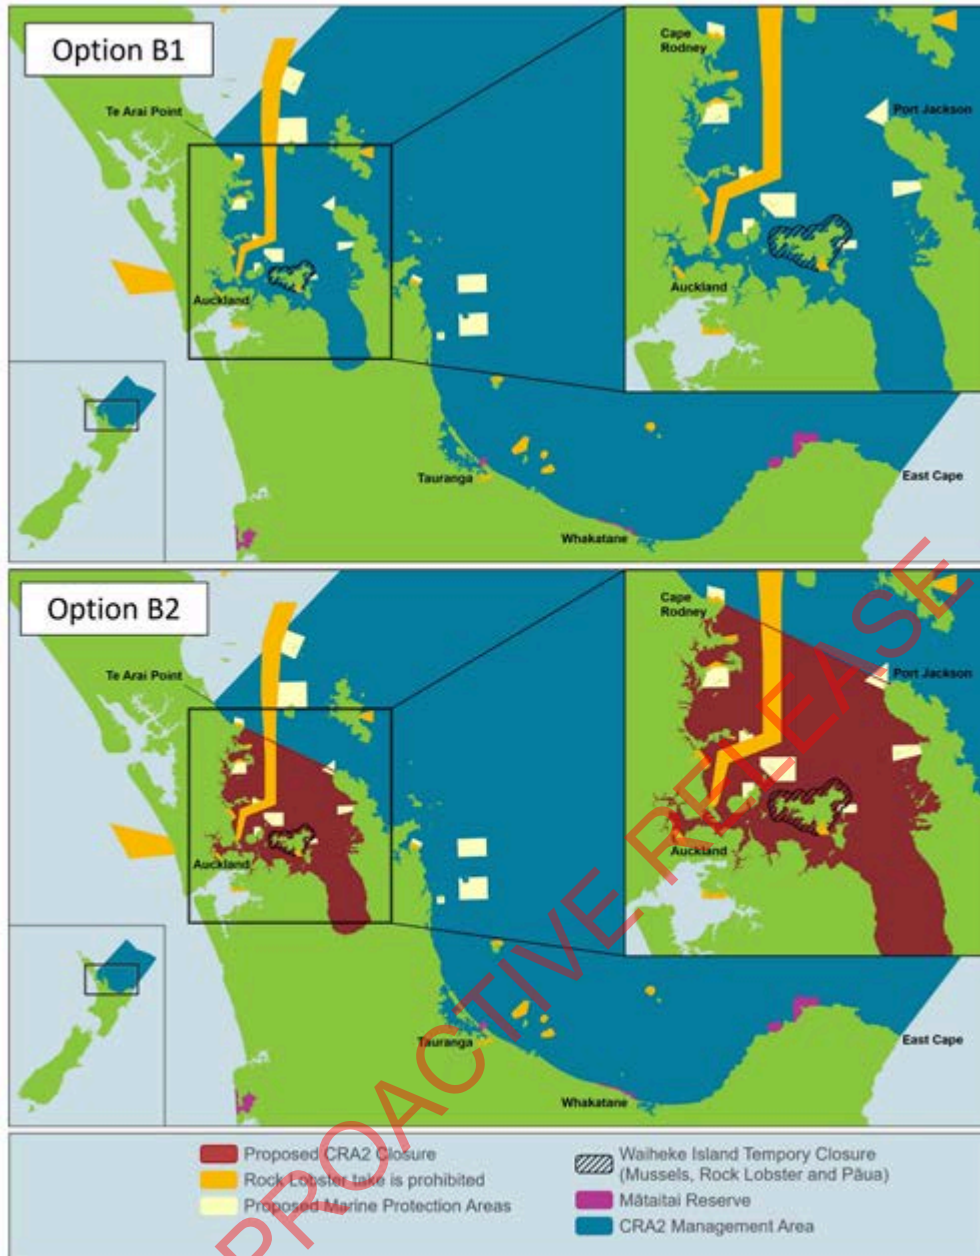 Option B1
Cape
Rodney
Te Arai Point
Port Jackson
Auckland
Auckland
Tauranga
East Cape
Whakatane
Option B2
Cape
Rodney
Te Arai Point
Port Jackson
Auckland
Auckland
Tauranga
East Cape
Whakatane
Proposed CRA2 Closure
Rock Lobster take is prohibited
Proposed Marine Protection Areas
Waiheke Island Tempory Closure
(Mussels, Rock Lobster and Pāua)
Mātaitai Reserve
CRA2 Management Area
PROACTIVE RELEASE